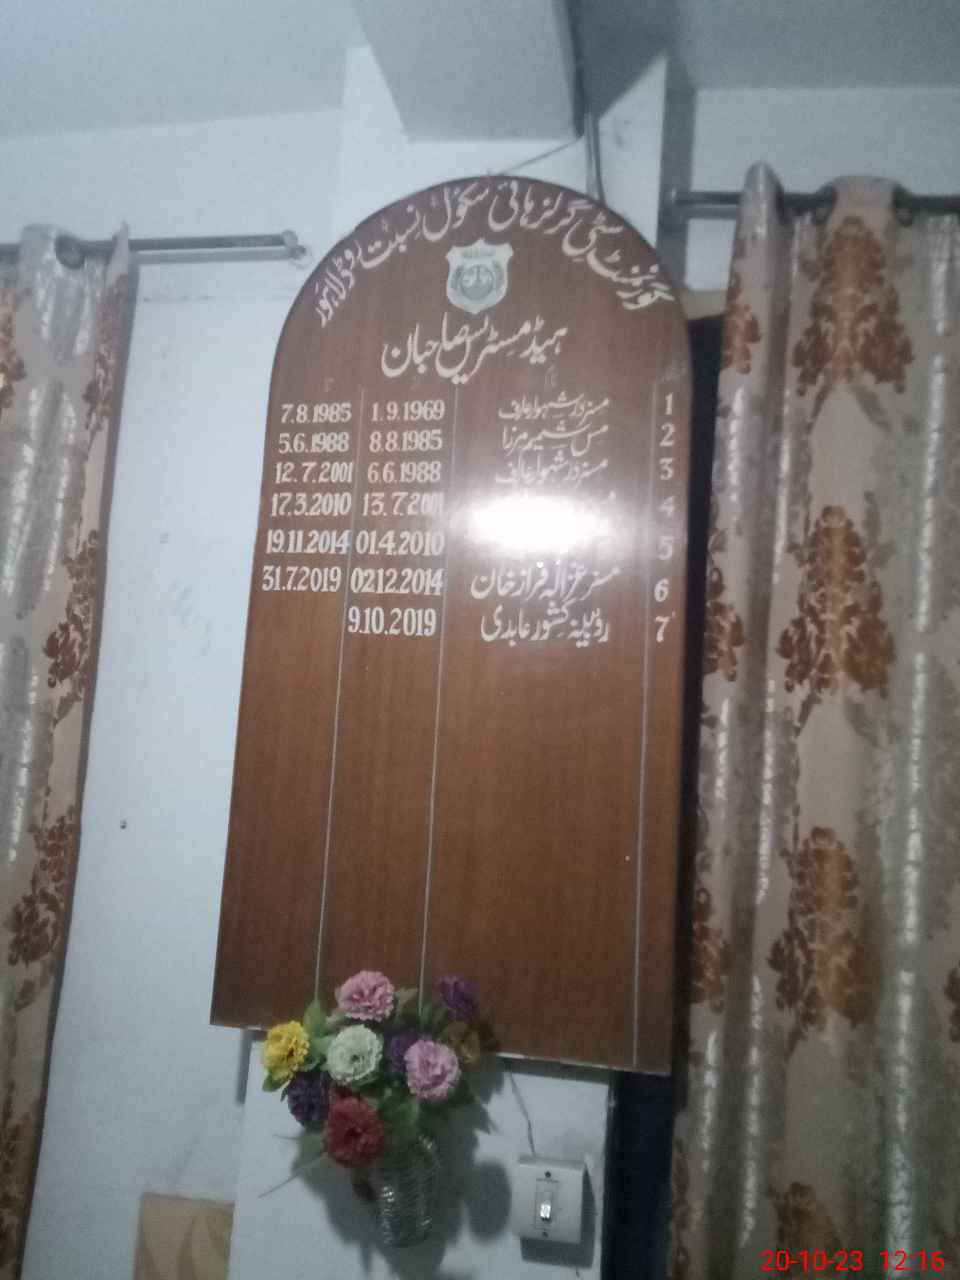 گورنمنٹ سٹی گرلز ہائی سکول نسبت روڈ لاہور
ہیڈ مسٹریس صاحبان
1 مسز در شہوار عارف 1.9.1969 7.8.1985
2 مس شمیم مرزا 8.8.1985 5.6.1988
3 مسز در شہوار عارف 6.6.1988 12.7.2001
4 13.7.2001 17.3.2010
5 01.4.2010 19.11.2014
6 مسز غزالہ فراز خان 02.12.2014 31.7.2019
7 روبینہ کشور عابدی 9.10.2019
20-10-23 12:16